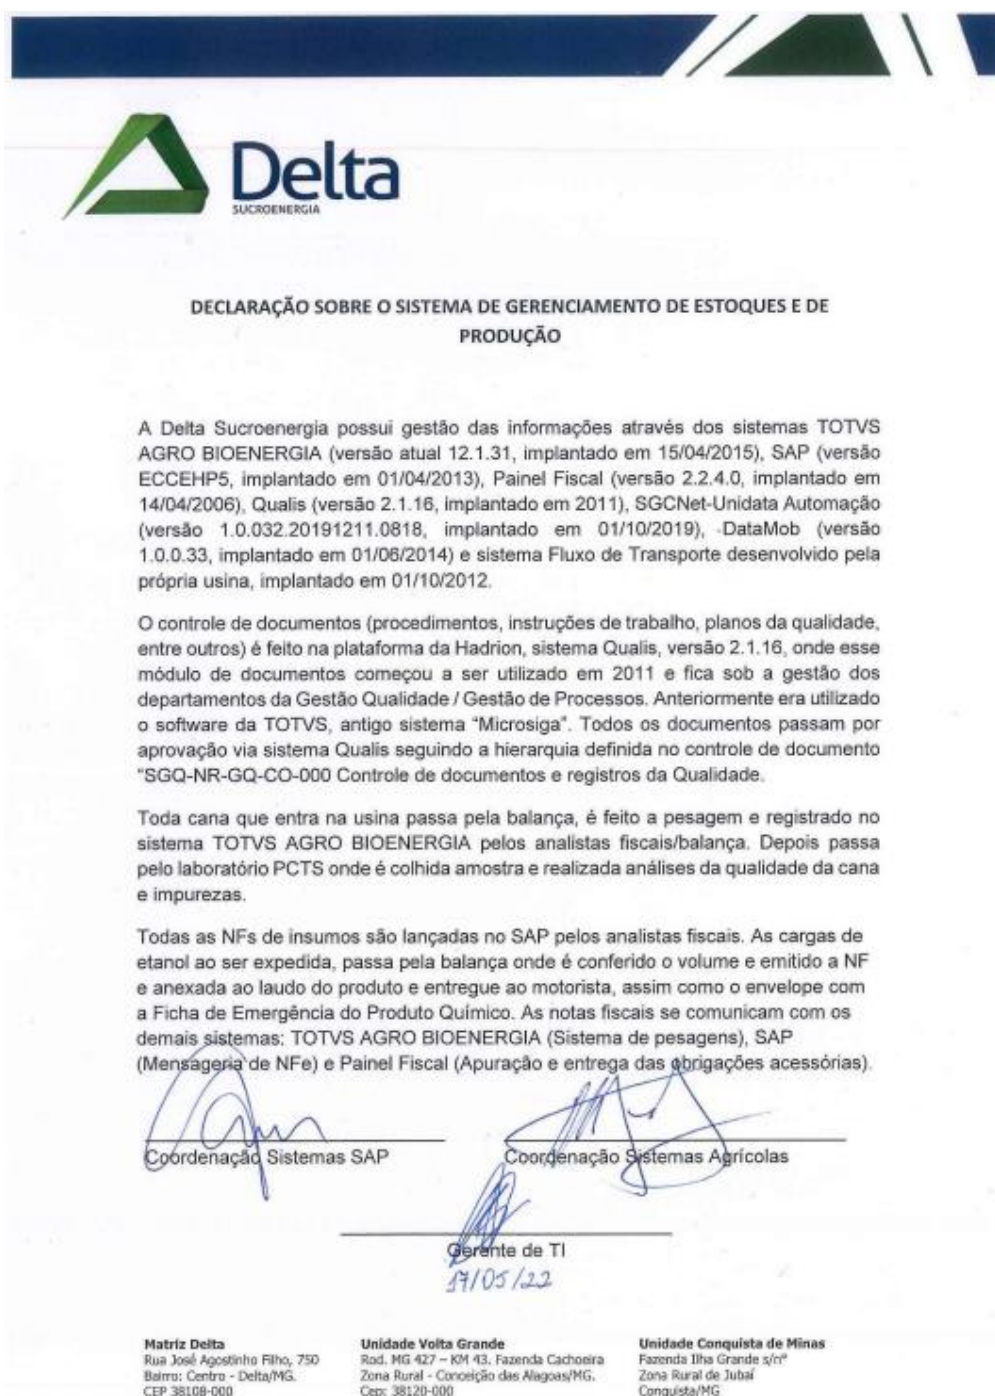 Delta
SUCROENERGIA
DECLARAÇÃO SOBRE O SISTEMA DE GERENCIAMENTO DE ESTOQUES E DE
PRODUÇÃO
A Delta Sucroenergia possui gestão das informações através dos sistemas TOTVS
AGRO BIOENERGIA (versão atual 12.1.31, implantado em 15/04/2015), SAP (versão
ECCEHP5, implantado em 01/04/2013), Painel Fiscal (versão 2.2.4.0, implantado em
14/04/2006), Qualis (versão 2.1.16, implantado em 2011), SGCNet-Unidata Automação
(versão 1.0.032.20191211.0818, implantado em 01/10/2019), DataMob (versão
1.0.0.33, implantado em 01/06/2014) e sistema Fluxo de Transporte desenvolvido pela
própria usina, implantado em 01/10/2012.
O controle de documentos (procedimentos, instruções de trabalho, planos da qualidade,
entre outros) é feito na plataforma da Hadrion, sistema Qualis, versão 2.1.16, onde esse
módulo de documentos começou a ser utilizado em 2011 e fica sob a gestão dos
departamentos da Gestão Qualidade / Gestão de Processos. Anteriormente era utilizado
o software da TOTVS, antigo sistema “Microsiga”. Todos os documentos passam por
aprovação via sistema Qualis seguindo a hierarquia definida no controle de documento
“SGQ-NR-GQ-CO-000 Controle de documentos e registros da Qualidade.
Toda cana que entra na usina passa pela balança, é feito a pesagem e registrado no
sistema TOTVS AGRO BIOENERGIA pelos analistas fiscais/balança. Depois passa
pelo laboratório PCTS onde é colhida amostra e realizada análises da qualidade da cana
e impurezas.
Todas as NFs de insumos são lançadas no SAP pelos analistas fiscais. As cargas de
etanol ao ser expedida, passa pela balança onde é conferido o volume e emitido a NF
e anexada ao laudo do produto e entregue ao motorista, assim como o envelope com
a Ficha de Emergência do Produto Químico. As notas fiscais se comunicam com os
demais sistemas: TOTVS AGRO BIOENERGIA (Sistema de pesagens), SAP
(Mensageria de NFe) e Painel Fiscal (Apuração e entrega das obrigações acessórias).
Coordenação Sistemas SAP
Coordenação Sistemas Agrícolas
Gerente de TI
17/05/22
Matriz Delta
Rua José Agostinho Filho, 750
Bairro: Centro - Delta/MG.
CEP 38108-000
Unidade Volta Grande
Rod. MG 427 – KM 43. Fazenda Cachoeira
Zona Rural - Conceição das Alagoas/MG.
Cep: 38120-000
Unidade Conquista de Minas
Fazenda Ilha Grande s/nº
Zona Rural de Jubaí
Conquista/MG